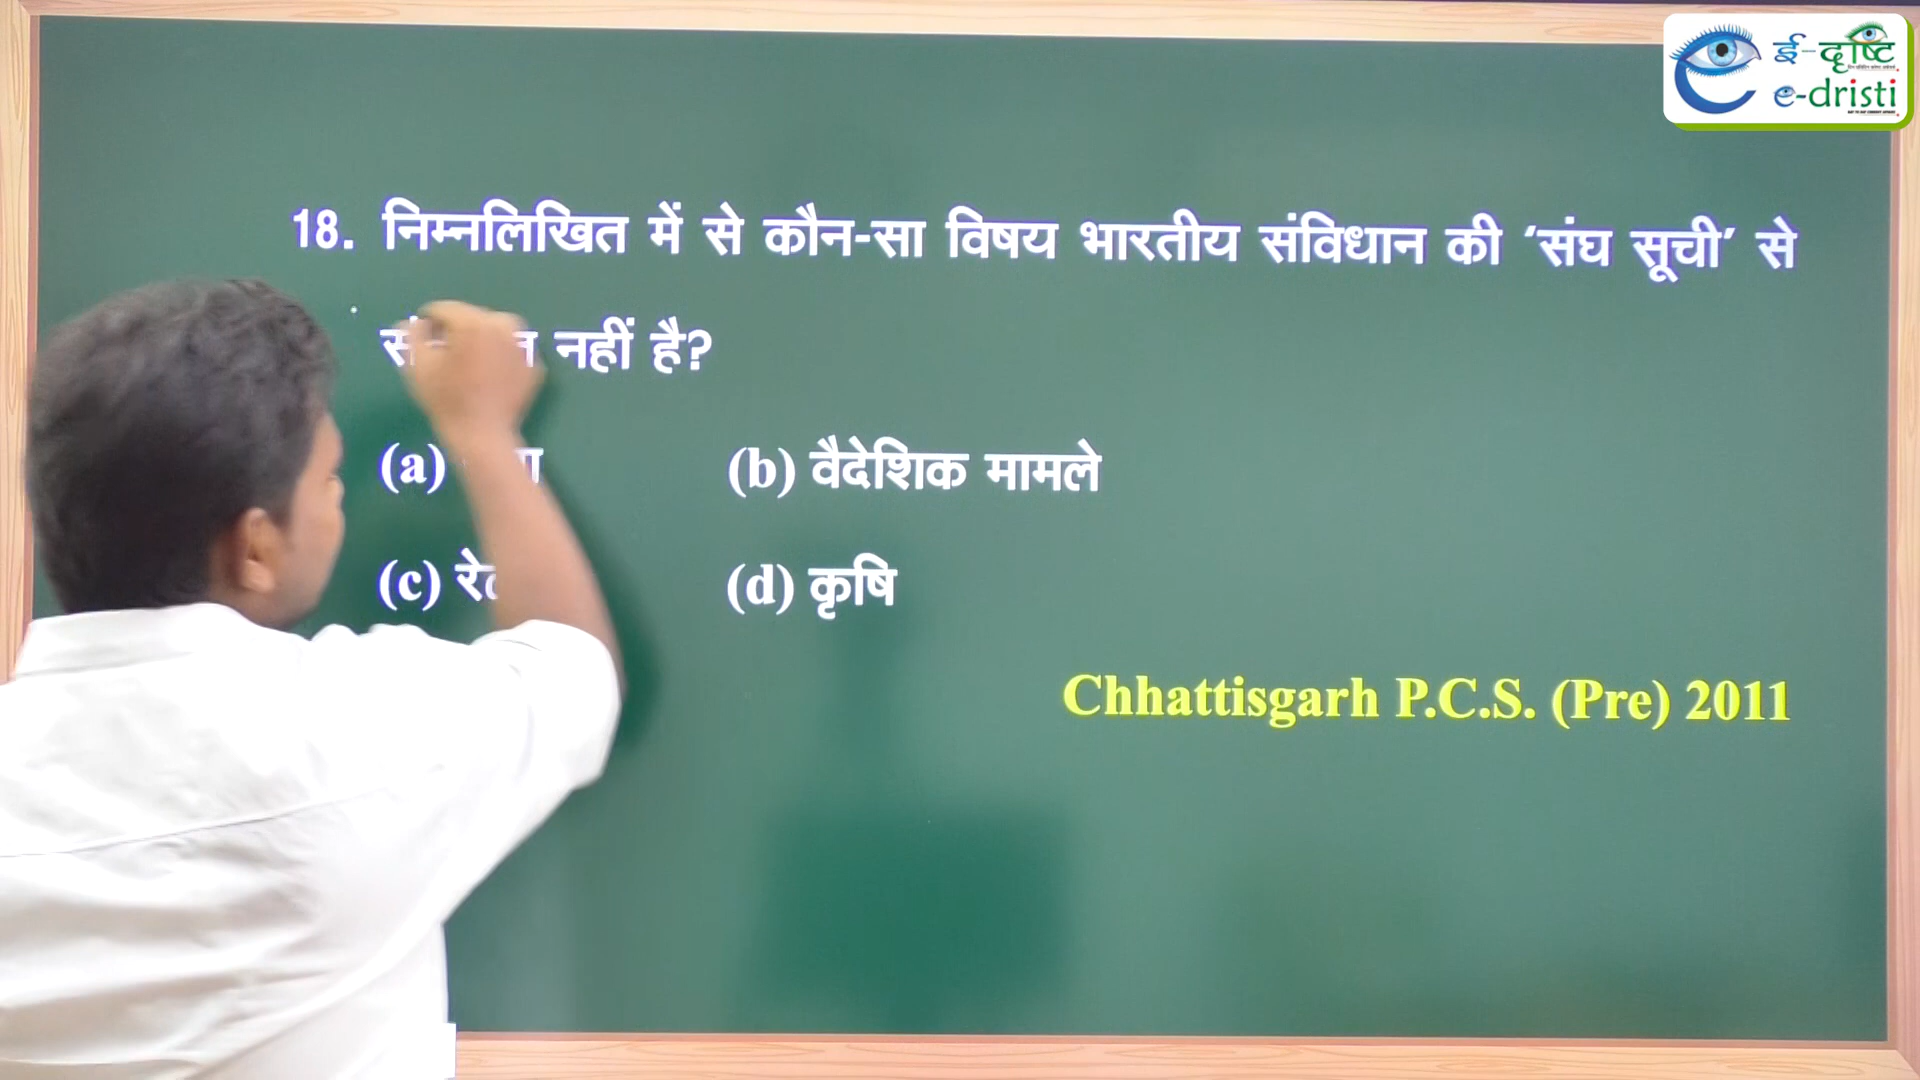 ई-दृष्टि
e-dristi
18. निम्नलिखित में से कौन-सा विषय भारतीय संविधान की ‘संघ सूची’ से
नहीं है?
(a)
(b) वैदेशिक मामले
(c)
(d) कृषि
Chhattisgarh P.C.S. (Pre) 2011